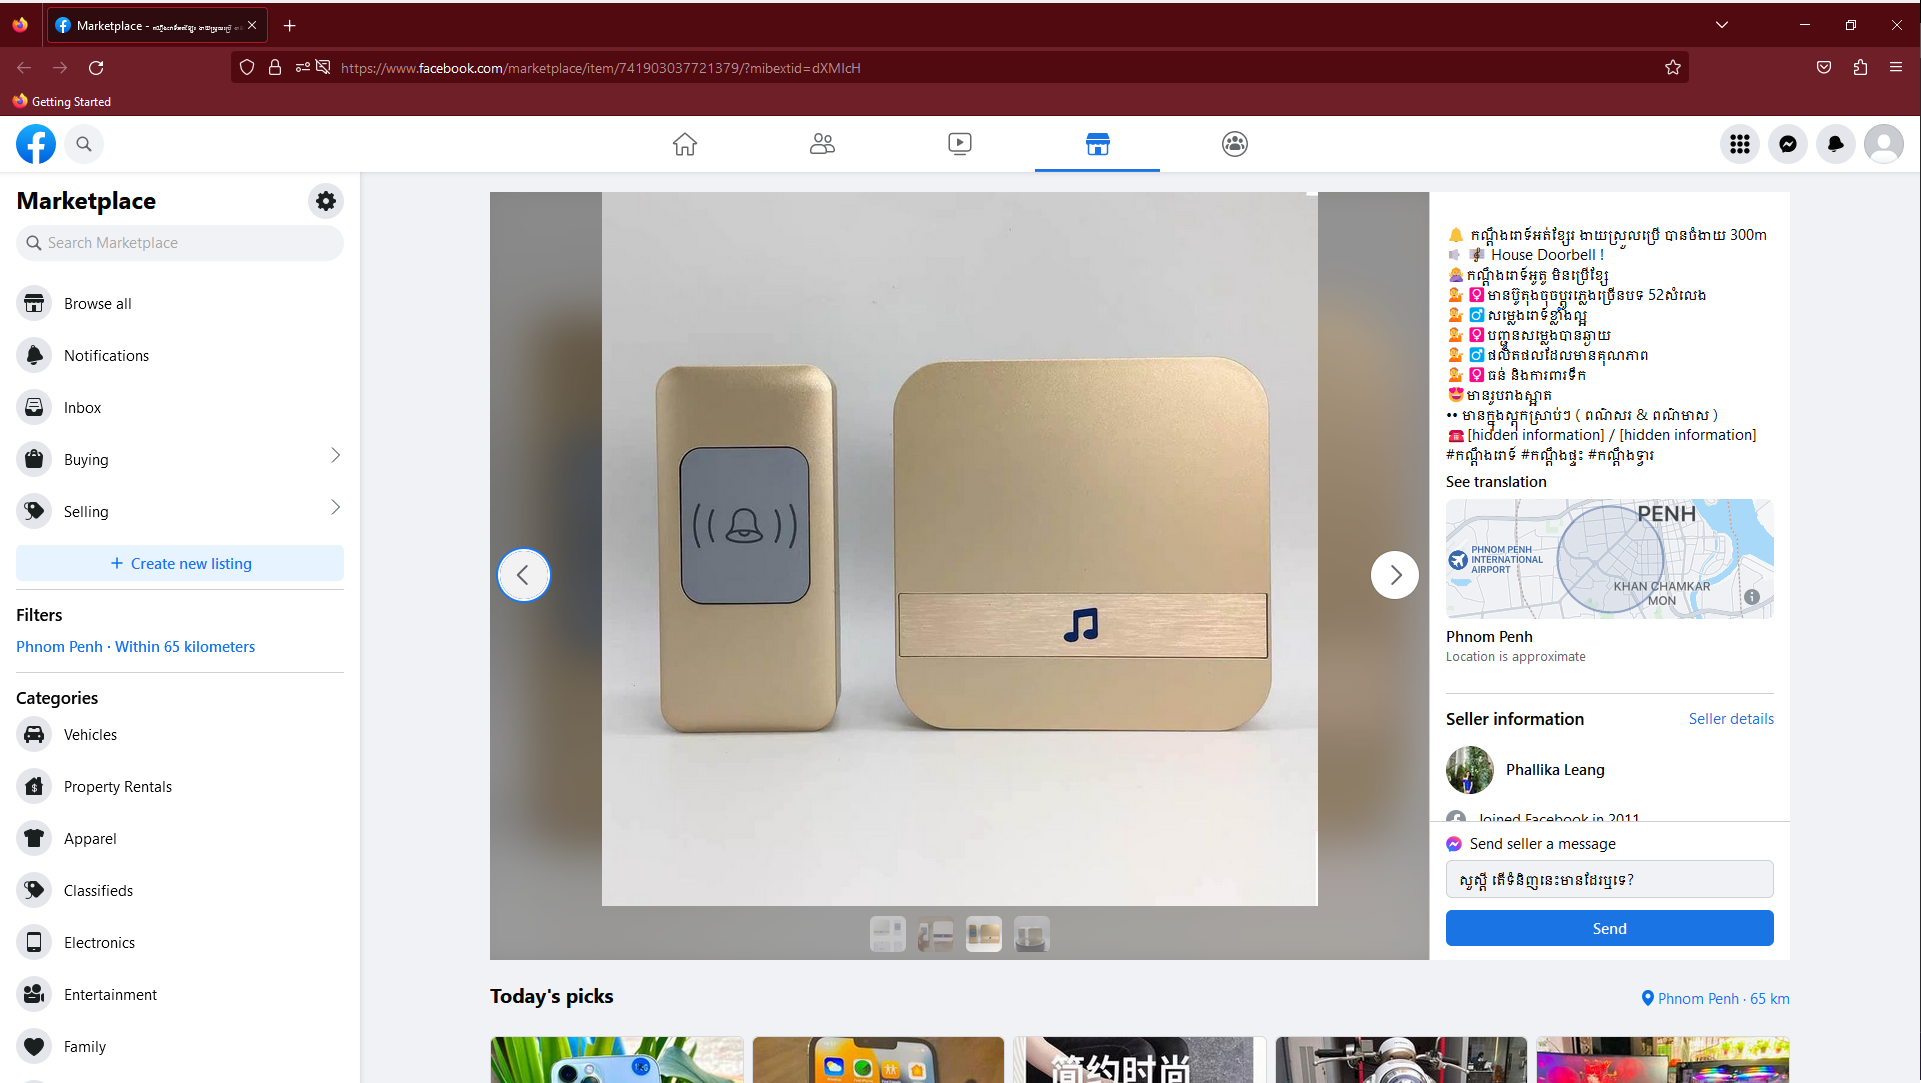 Marketplace -
https://www.facebook.com/marketplace/item/741903037721379/?mibextid=dXMIcH
Getting Started
Marketplace
Search Marketplace
Browse all
Notifications
Inbox
Buying
Selling
+ Create new listing
Filters
Phnom Penh · Within 65 kilometers
Categories
Vehicles
Property Rentals
Apparel
Classifieds
Electronics
Entertainment
Family
🔔 កណ្ដឹងរោទ៍អត់ខ្សែរ ងាយស្រួលប្រើ បានចំងាយ 300m
House Doorbell !
កណ្ដឹងរោទ៍អូតូ មិនប្រើខ្សែ
មានប៊ូតុងចុចប្ដូរភ្លេងច្រើនបទ 52សំលេង
សម្លេងរោទ៍ខ្លាំងល្អ
បញ្ជូនសម្លេងបានឆ្ងាយ
ផលិតផលដែលមានគុណភាព
ធន់ និងការពារទឹក
មានរូបរាងស្អាត
•• មានក្នុងស្តុកស្រាប់ៗ ( ពណ៌សរ & ពណ៌មាស )
☎️[hidden information] / [hidden information]
#កណ្ដឹងរោទ៍ #កណ្ដឹងផ្ទះ #កណ្ដឹងទ្វារ
See translation
PENH
PHNOM PENH
INTERNATIONAL
AIRPORT
KHAN CHAMKAR
MON
Phnom Penh
Location is approximate
Seller information
Seller details
Phallika Leang
Joined Facebook in 2011
Send seller a message
សួស្ដី តើទំនិញនេះមានដែរឬទេ?
Send
Today's picks
Phnom Penh · 65 km
简约时尚